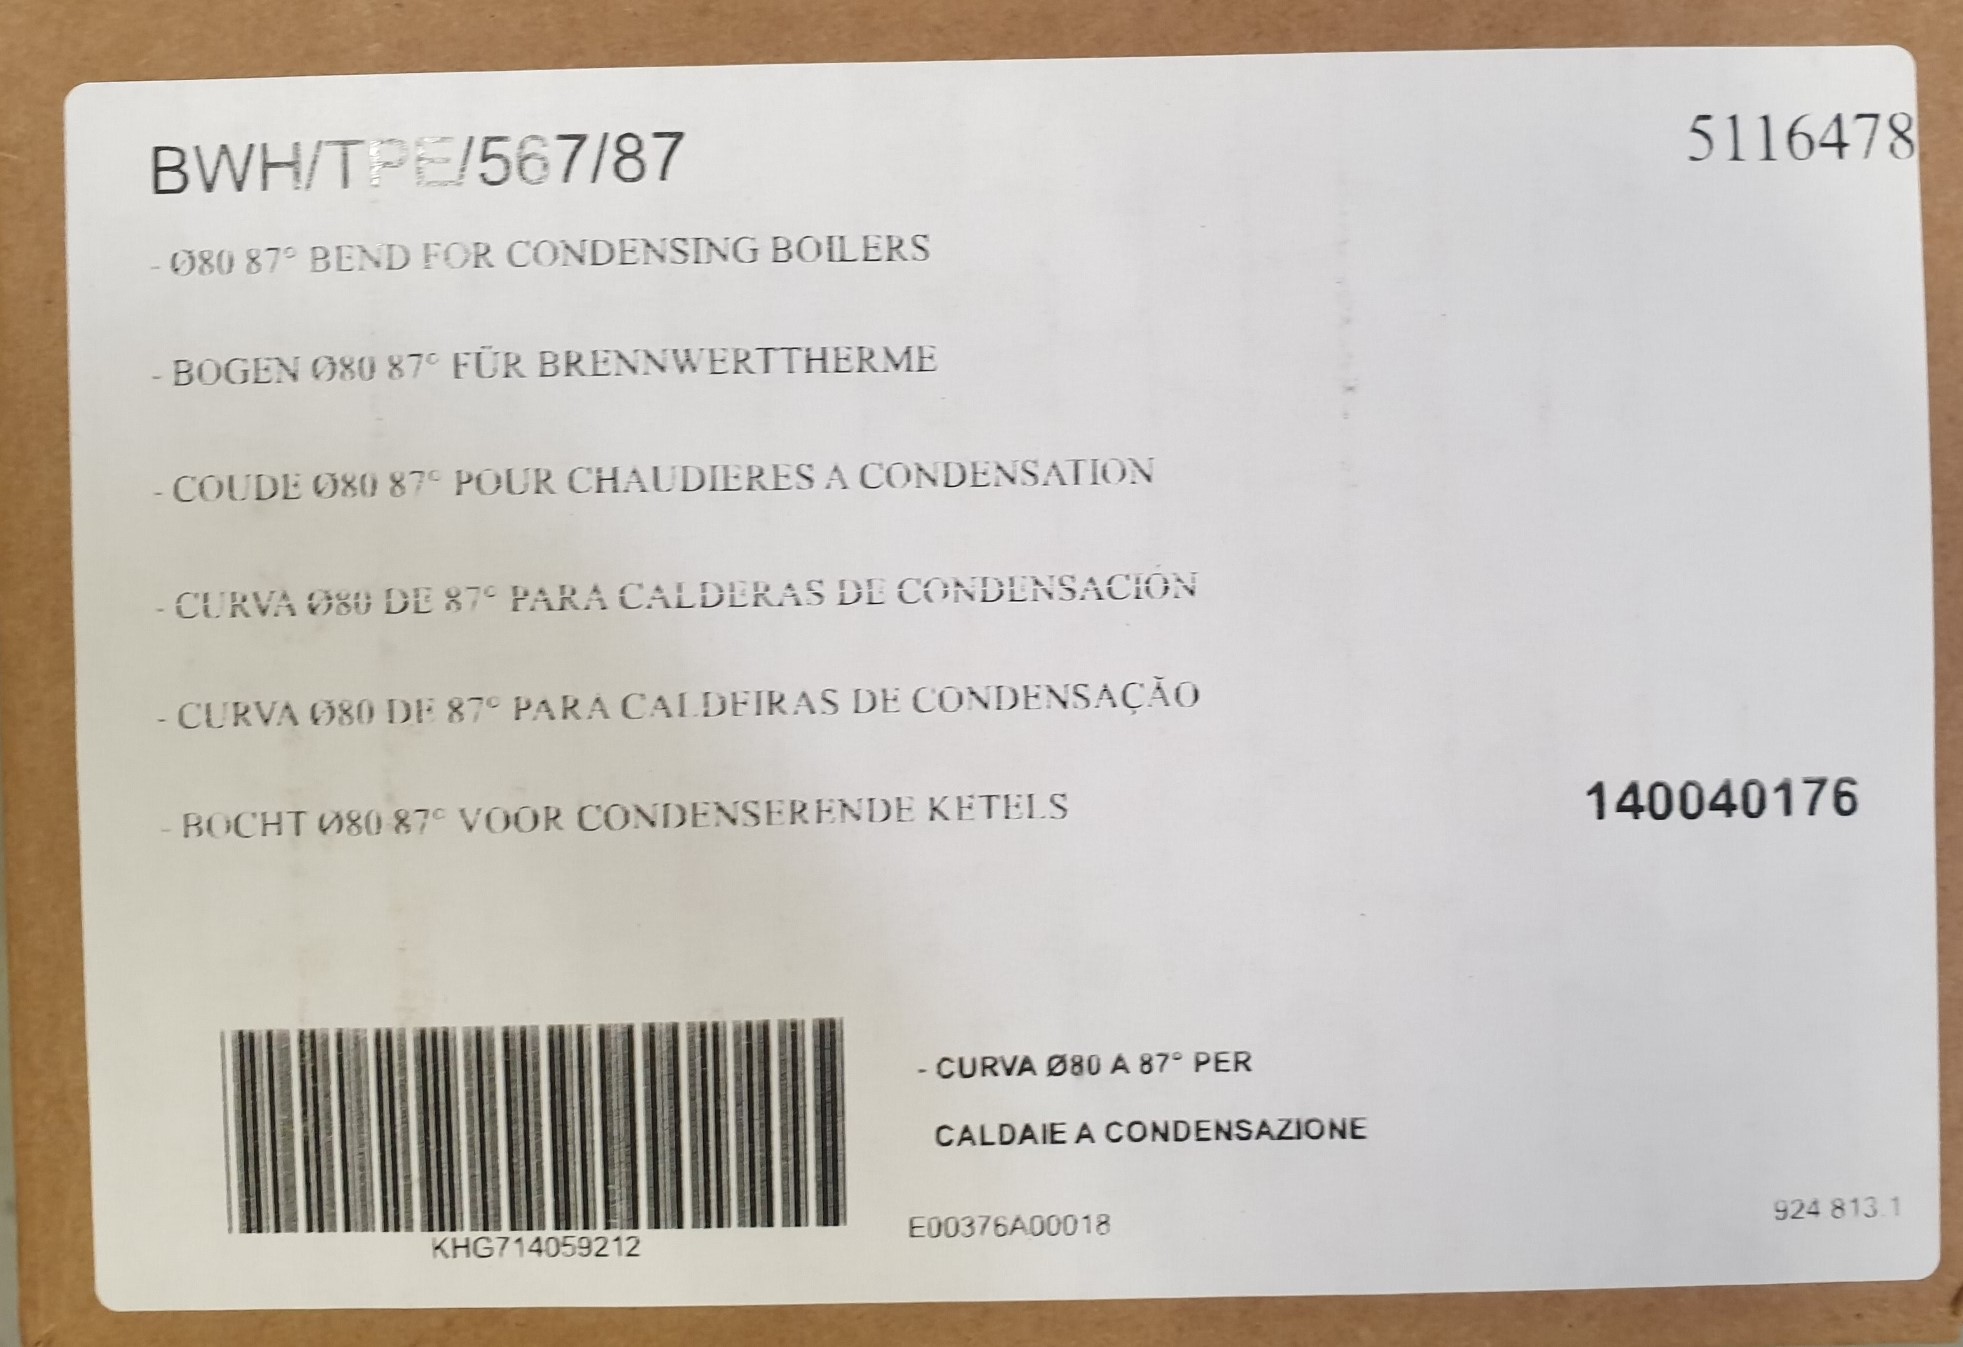 BWH/TPE/567/87
5116478
- Ø80 87° BEND FOR CONDENSING BOILERS
- BOGEN Ø80 87° FÜR BRENNWERTTHERME
- COUDE Ø80 87° POUR CHAUDIERES A CONDENSATION
- CURVA Ø80 DE 87° PARA CALDERAS DE CONDENSACIÓN
- CURVA Ø80 DE 87° PARA CALDEIRAS DE CONDENSAÇÃO
- BOCHT Ø80 87° VOOR CONDENSERENDE KETELS
140040176
- CURVA Ø80 A 87° PER
CALDAIE A CONDENSAZIONE
KHG714059212
E00376A00018
924.813.1